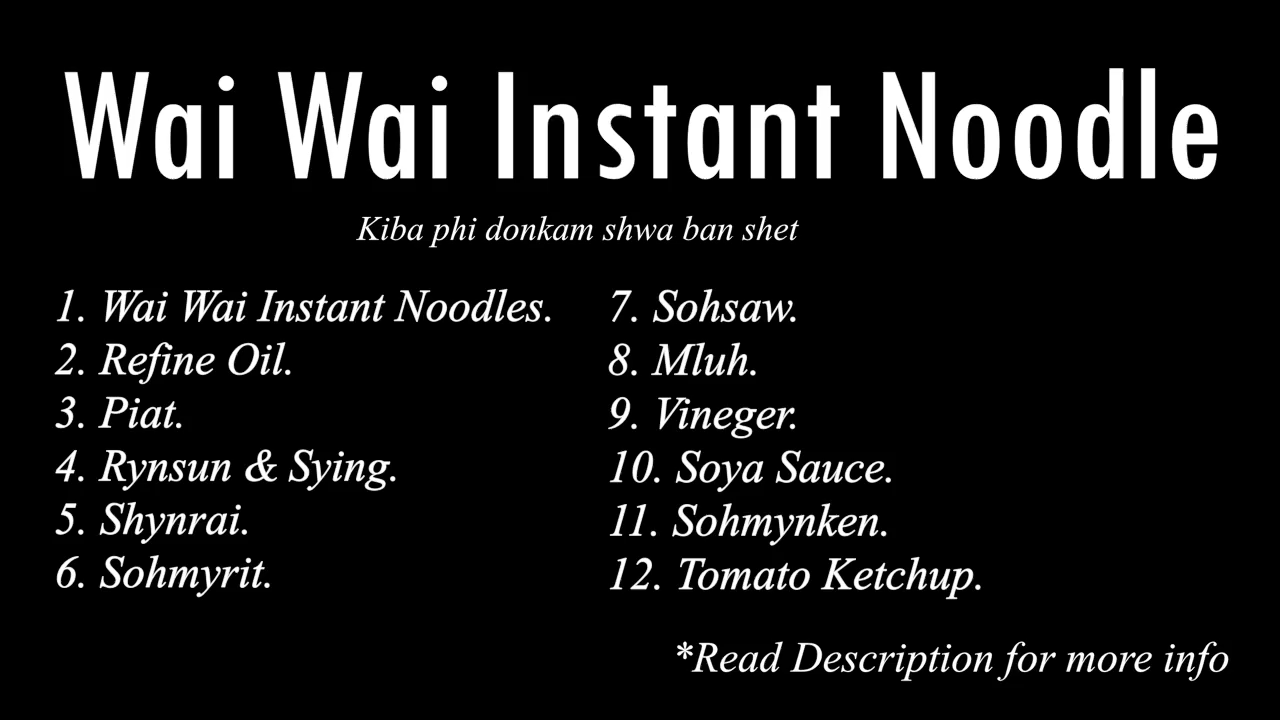 Wai Wai Instant Noodle
Kiba phi donkam shwa ban shet
1. Wai Wai Instant Noodles.
2. Refine Oil.
3. Piat.
4. Rynsun & Sying.
5. Shynrai.
6. Sohmyrit.
7. Sohsaw.
8. Mluh.
9. Vineger.
10. Soya Sauce.
11. Sohmynken.
12. Tomato Ketchup.
*Read Description for more info